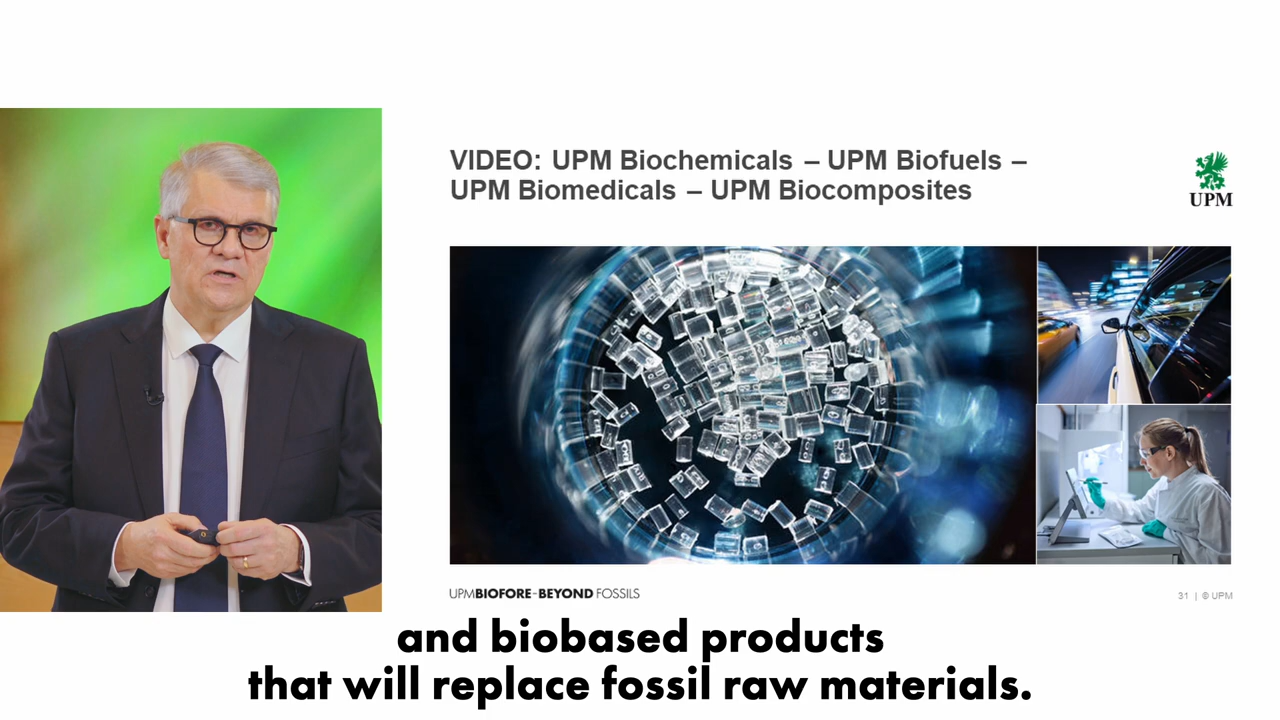 VIDEO: UPM Biochemicals – UPM Biofuels –
UPM Biomedicals – UPM Biocomposites
UPM
UPMBIOFORE–BEYOND FOSSILS
31 | © UPM
and biobased products
that will replace fossil raw materials.